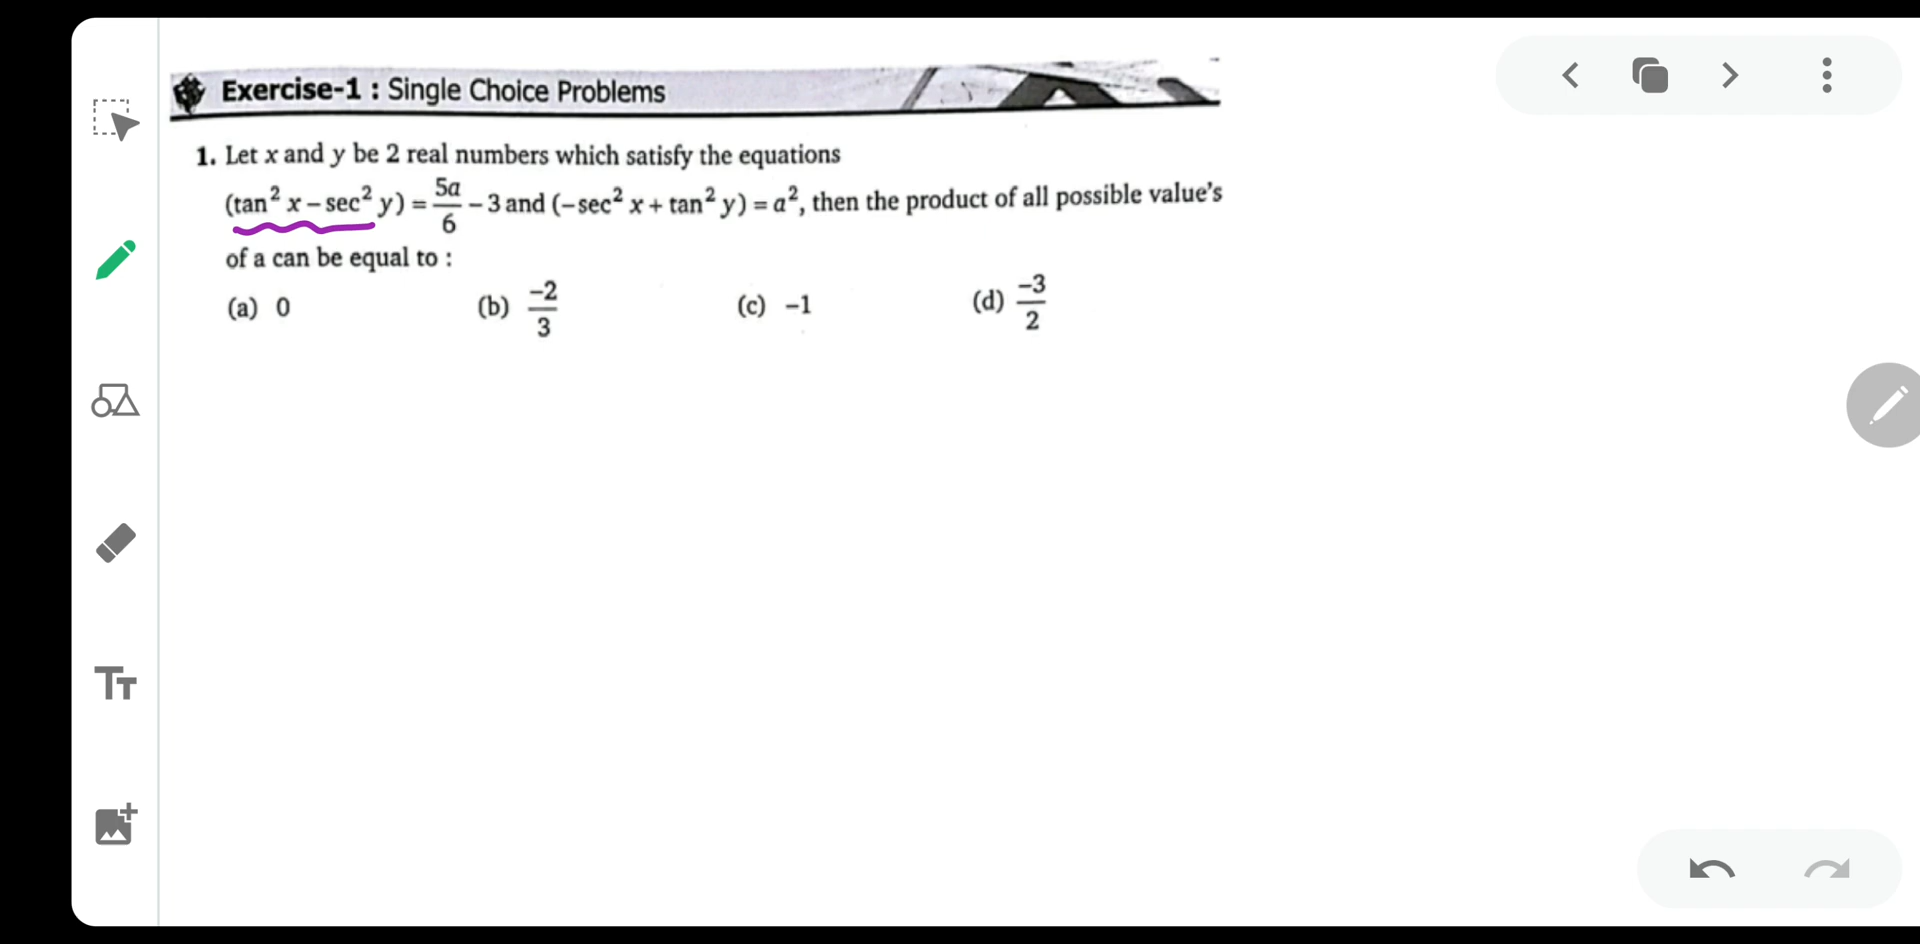 Exercise-1 : Single Choice Problems
1. Let x and y be 2 real numbers which satisfy the equations
(tan² x – sec² y) = 5a/6 – 3 and (–sec² x + tan² y) = a², then the product of all possible value's
of a can be equal to :
(a) 0 (b) –2/3 (c) –1 (d) –3/2
TT